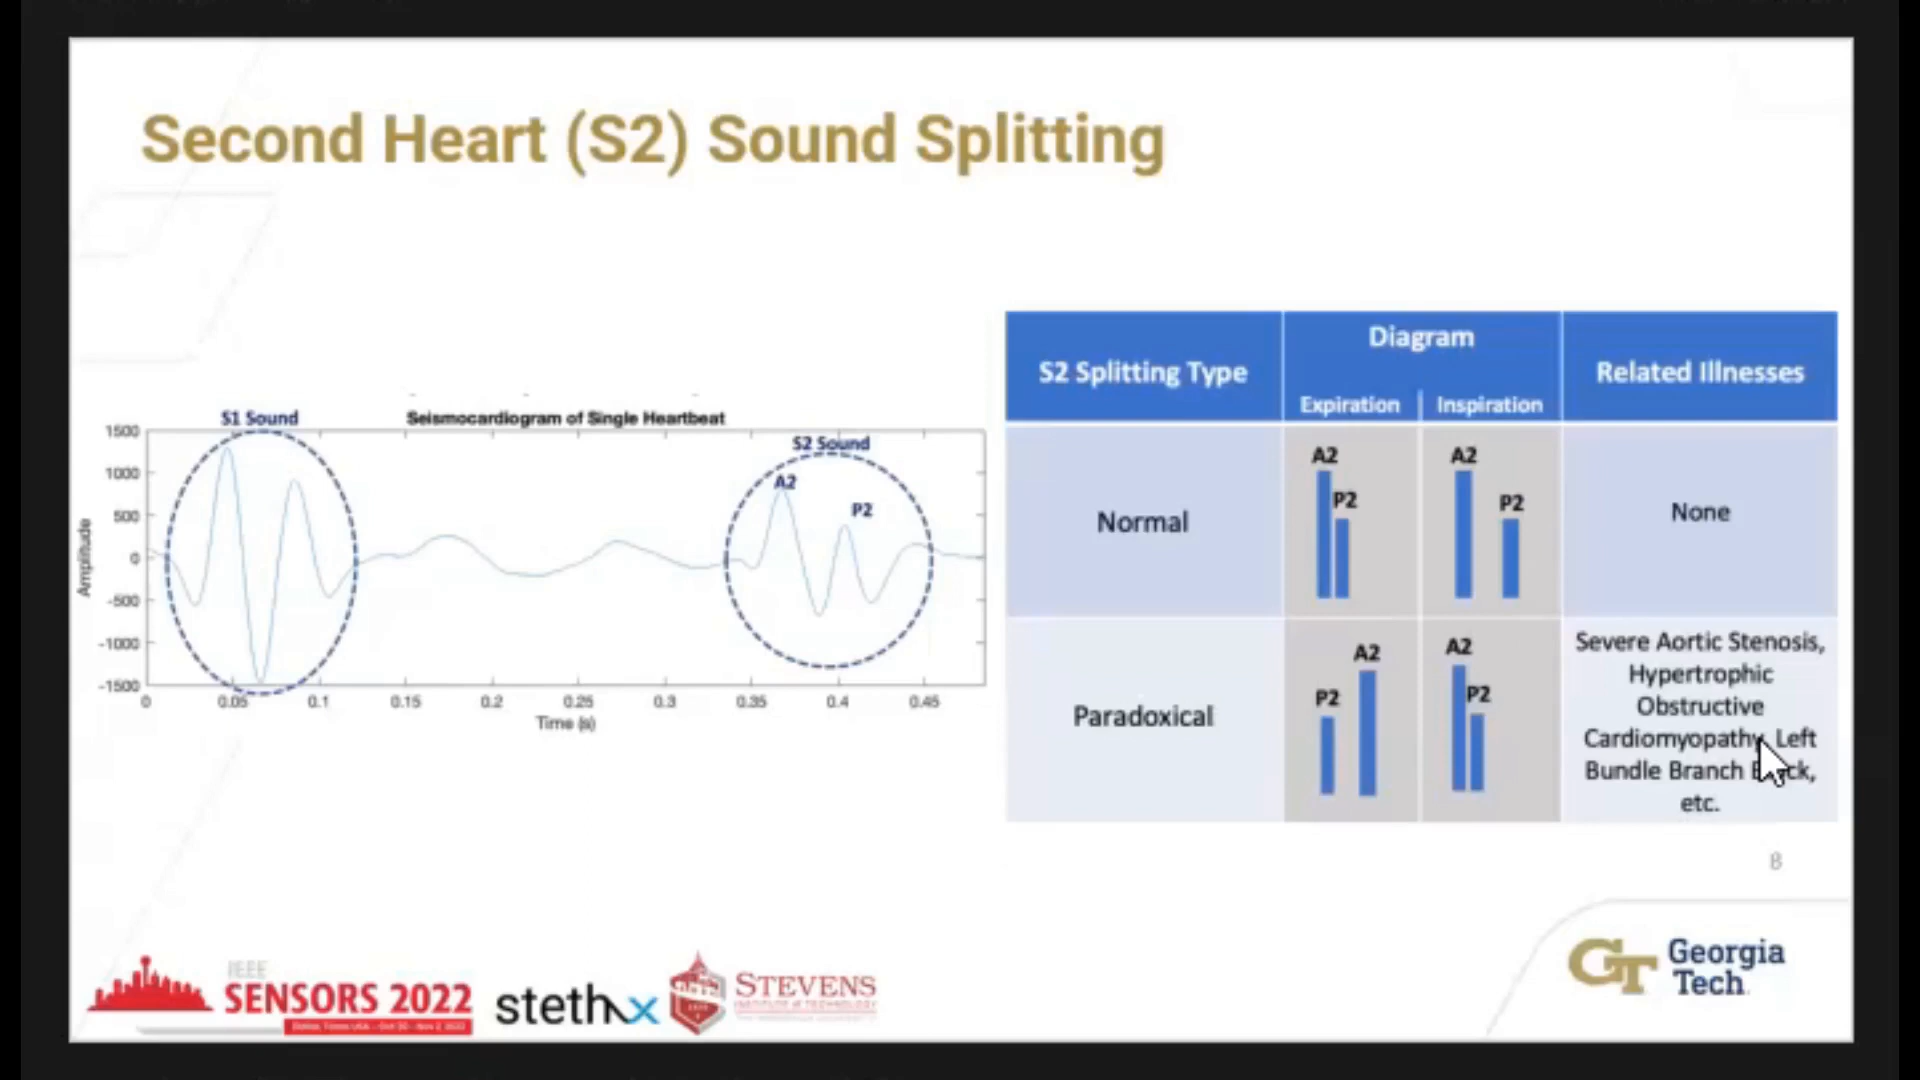 Second Heart (S2) Sound Splitting
S1 Sound
Seismocardiogram of Single Heartbeat
S2 Sound
A2
P2
1500
1000
500
0
-500
-1000
-1500
Amplitude
0
0.05
0.1
0.15
0.2
0.25
0.3
0.35
0.4
0.45
Time (s)
S2 Splitting Type
Diagram
Expiration
Inspiration
Related Illnesses
Normal
A2
P2
A2
P2
None
Paradoxical
P2
A2
A2
P2
Severe Aortic Stenosis,
Hypertrophic
Obstructive
Cardiomyopathy, Left
Bundle Branch
etc.
8
IEEE
SENSORS 2022
stethx
STEVENS
INSTITUTE of TECHNOLOGY
GT
Georgia
Tech